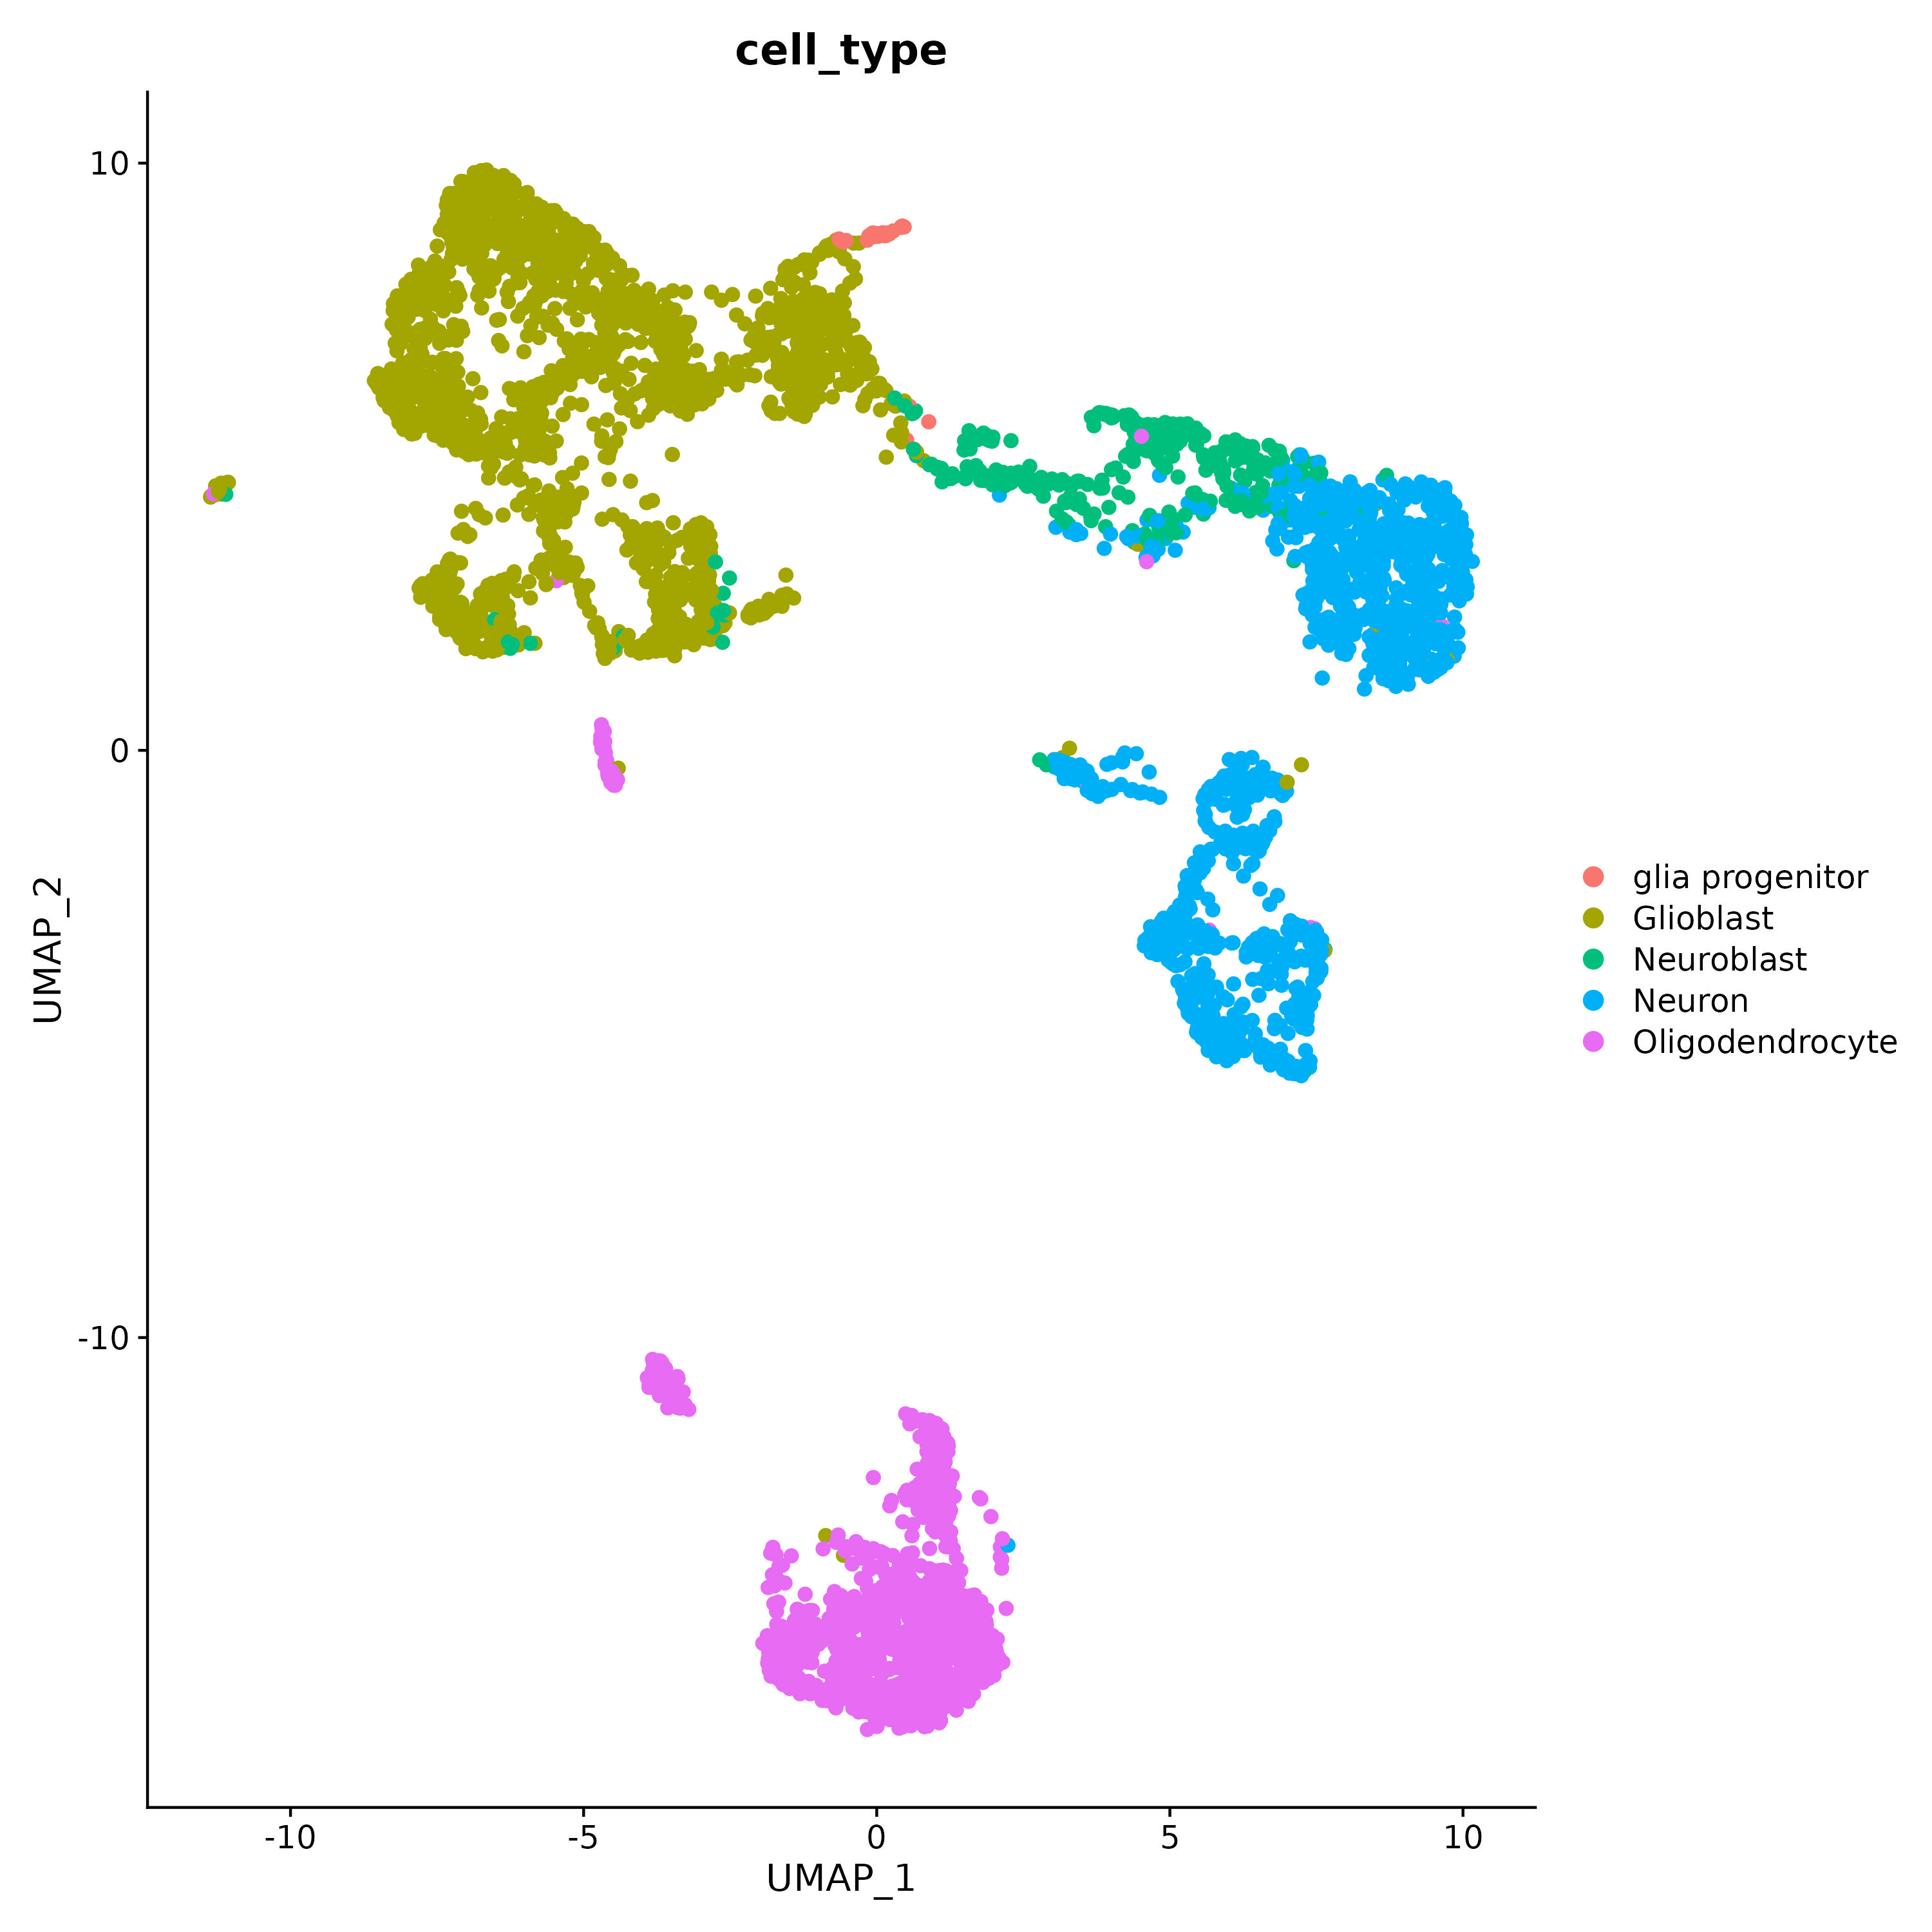 cell_type
10
0
-10
UMAP_2
-10
-5
0
5
10
UMAP_1
glia progenitor
Glioblast
Neuroblast
Neuron
Oligodendrocyte